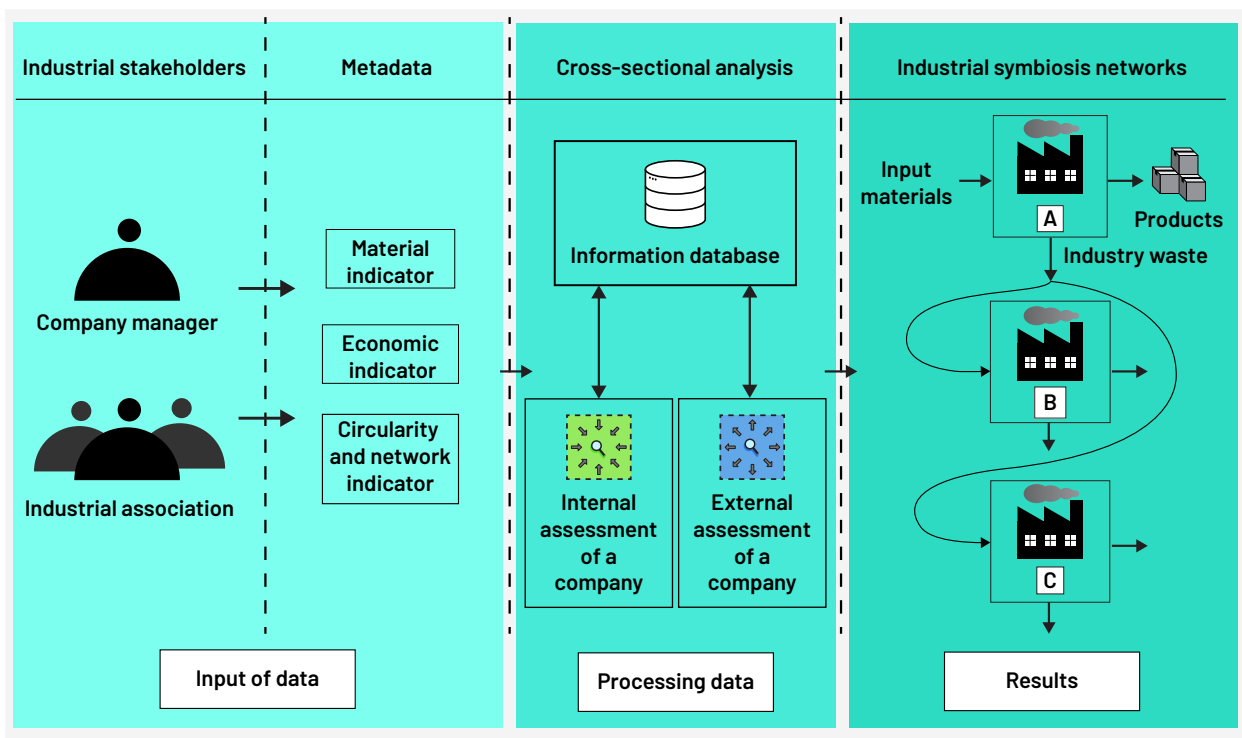 Industrial stakeholders
Metadata
Cross-sectional analysis
Industrial symbiosis networks
Company manager
Industrial association
Material
indicator
Economic
indicator
Circularity
and network
indicator
Input of data
Information database
Internal
assessment
of a
company
External
assessment
of a
company
Processing data
Input
materials
A
Products
Industry waste
B
C
Results